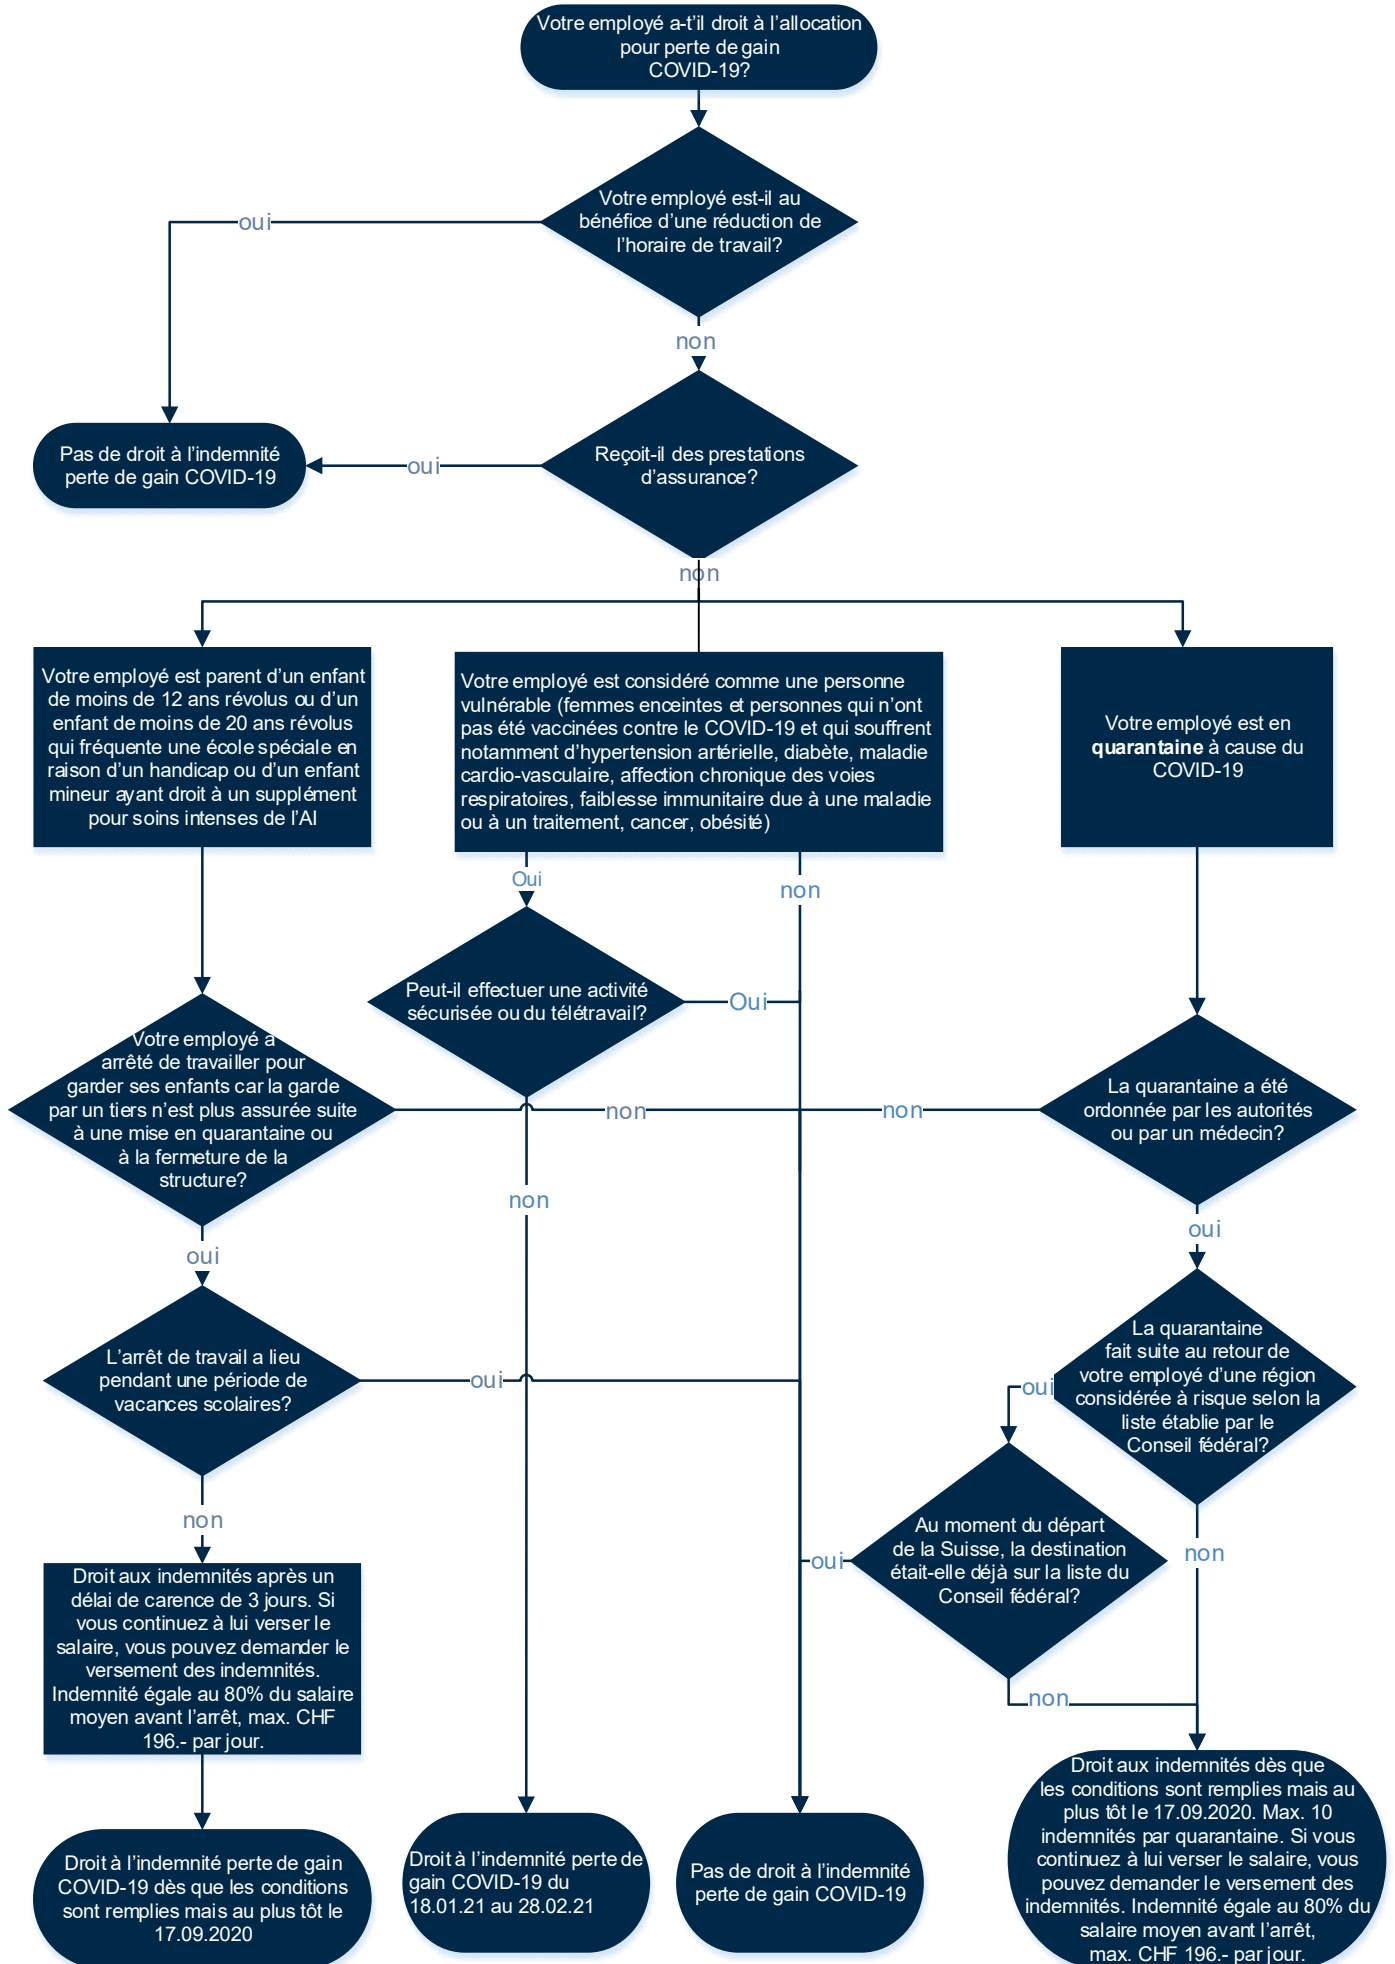 Votre employé a-t'il droit à l'allocation
pour perte de gain
COVID-19?
Votre employé est-il au
bénéfice d'une réduction de
l'horaire de travail?
oui
non
Pas de droit à l'indemnité
perte de gain COVID-19
oui
Reçoit-il des prestations
d'assurance?
non
Votre employé est parent d'un enfant
de moins de 12 ans révolus ou d'un
enfant de moins de 20 ans révolus
qui fréquente une école spéciale en
raison d'un handicap ou d'un enfant
mineur ayant droit à un supplément
pour soins intenses de l'AI
Votre employé est considéré comme une personne
vulnérable (femmes enceintes et personnes qui n'ont
pas été vaccinées contre le COVID-19 et qui souffrent
notamment d'hypertension artérielle, diabète, maladie
cardio-vasculaire, affection chronique des voies
respiratoires, faiblesse immunitaire due à une maladie
ou à un traitement, cancer, obésité)
Votre employé est en
quarantaine à cause du
COVID-19
Oui
non
Peut-il effectuer une activité
sécurisée ou du télétravail?
Oui
Votre employé a
arrêté de travailler pour
garder ses enfants car la garde
par un tiers n'est plus assurée suite
à une mise en quarantaine ou
à la fermeture de la
structure?
non
non
La quarantaine a été
ordonnée par les autorités
ou par un médecin?
non
oui
oui
L'arrêt de travail a lieu
pendant une période de
vacances scolaires?
oui
La quarantaine
fait suite au retour de
votre employé d'une région
considérée à risque selon la
liste établie par le
Conseil fédéral?
oui
non
Au moment du départ
de la Suisse, la destination
était-elle déjà sur la liste du
Conseil fédéral?
oui
non
non
Droit aux indemnités après un
délai de carence de 3 jours. Si
vous continuez à lui verser le
salaire, vous pouvez demander le
versement des indemnités.
Indemnité égale au 80% du salaire
moyen avant l'arrêt, max. CHF
196.- par jour.
Droit à l'indemnité perte de gain
COVID-19 dès que les conditions
sont remplies mais au plus tôt le
17.09.2020
Droit à l'indemnité perte de
gain COVID-19 du
18.01.21 au 28.02.21
Pas de droit à l'indemnité
perte de gain COVID-19
Droit aux indemnités dès que
les conditions sont remplies mais au
plus tôt le 17.09.2020. Max. 10
indemnités par quarantaine. Si vous
continuez à lui verser le salaire, vous
pouvez demander le versement des
indemnités. Indemnité égale au 80% du
salaire moyen avant l'arrêt,
max. CHF 196.- par jour.